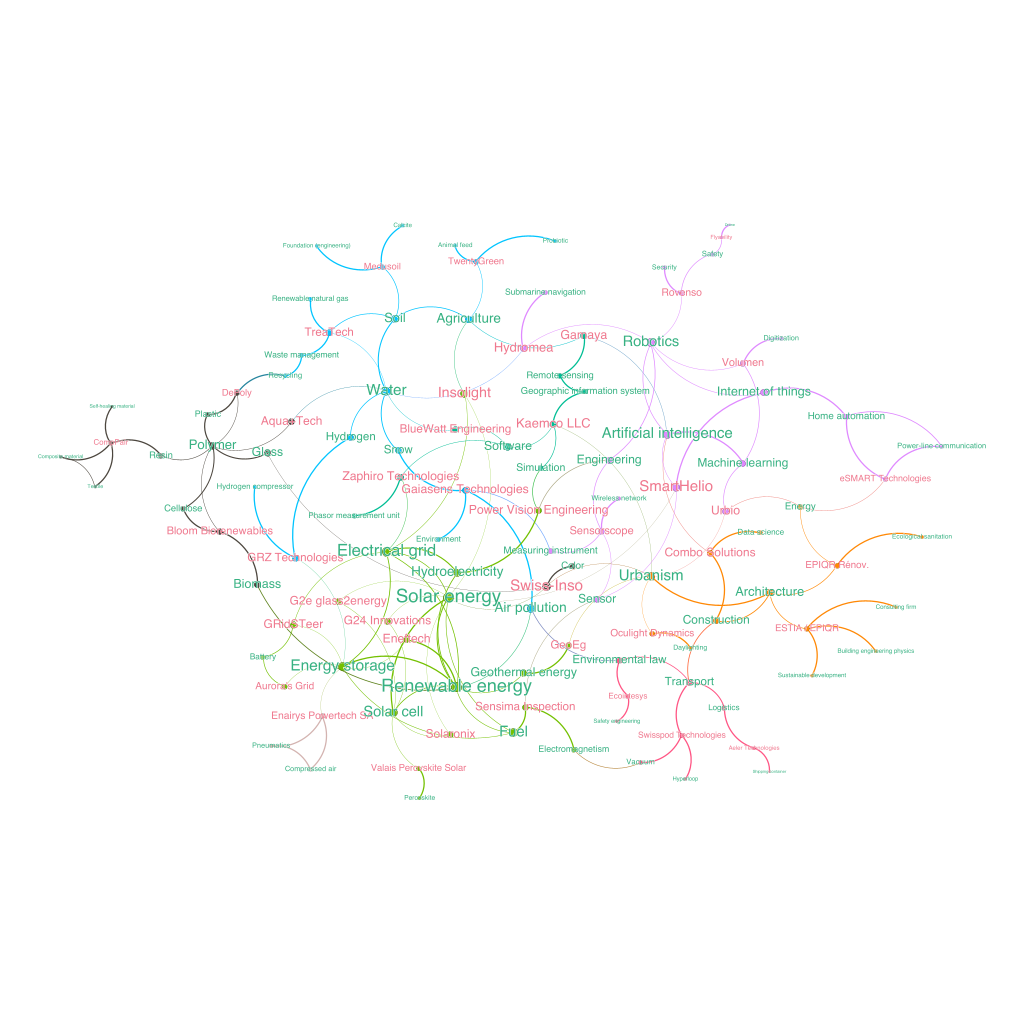 Calcite
Foundation (engineering)
Animal feed
Probiotic
Flyability
Safety
Medusoil
TwentyGreen
Security
Rovenso
Submarine navigation
Renewable natural gas
Soil
Agriculture
TreaTech
Hydromea
Gamaya
Robotics
Digitization
Waste management
Volumen
Recycling
Remote sensing
DePoly
Water
Insolight
Geographic information system
Internet of things
Self-healing material
Plastic
Aqua4Tech
Kaemco LLC
Home automation
BlueWatt Engineering
Artificial intelligence
Hydrogen
CompPair
Polymer
Glass
Snow
Software
Power-line communication
Composite material
Resin
Engineering
Machine learning
Simulation
Zaphiro Technologies
eSMART Technologies
Textile
Hydrogen compressor
Gaiasens Technologies
SmartHelio
Wireless network
Cellulose
Phasor measurement unit
Power Vision Engineering
Unio
Energy
Bloom Biorenewables
Sensorscope
Data science
Environment
Ecological sanitation
Electrical grid
Measuring instrument
Combo Solutions
GRZ Technologies
Color
EPIQR Rénov.
Hydroelectricity
Urbanism
Biomass
Swiss-Inso
Architecture
Solar energy
G2e glass2energy
Sensor
Air pollution
Consulting firm
GRIdSTeer
G24 Innovations
Construction
ESTIA / EPIQR
Oculight Dynamics
Enertech
GeoEg
Daylighting
Building engineering physics
Battery
Environmental law
Energy storage
Geothermal energy
Sustainable development
Transport
Aurora's Grid
Renewable energy
Ecointesys
Sensima Inspection
Logistics
Enairys Powertech SA
Solar cell
Safety engineering
Fuel
Solaronix
Swisspod Technologies
Pneumatics
Electromagnetism
Vacuum
Compressed air
Valais Perovskite Solar
Hyperloop
Perovskite